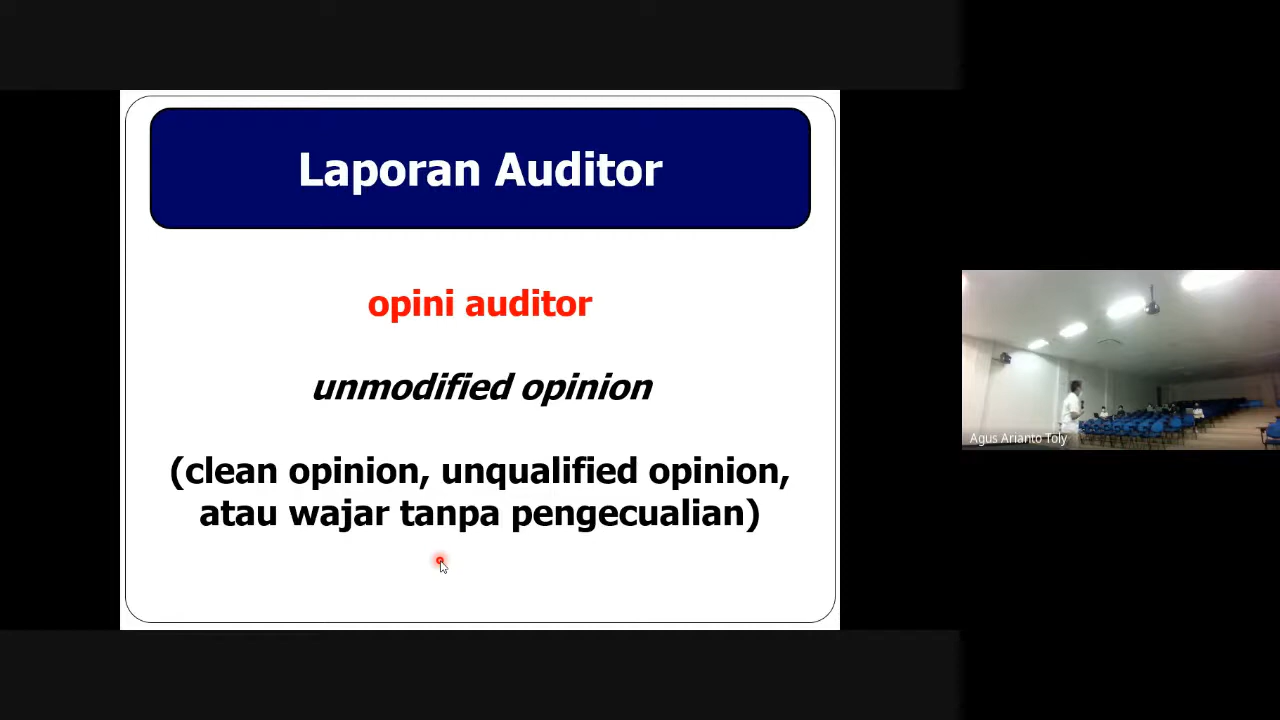 Laporan Auditor
opini auditor
unmodified opinion
(clean opinion, unqualified opinion,
atau wajar tanpa pengecualian)
Agus Arianto Toly